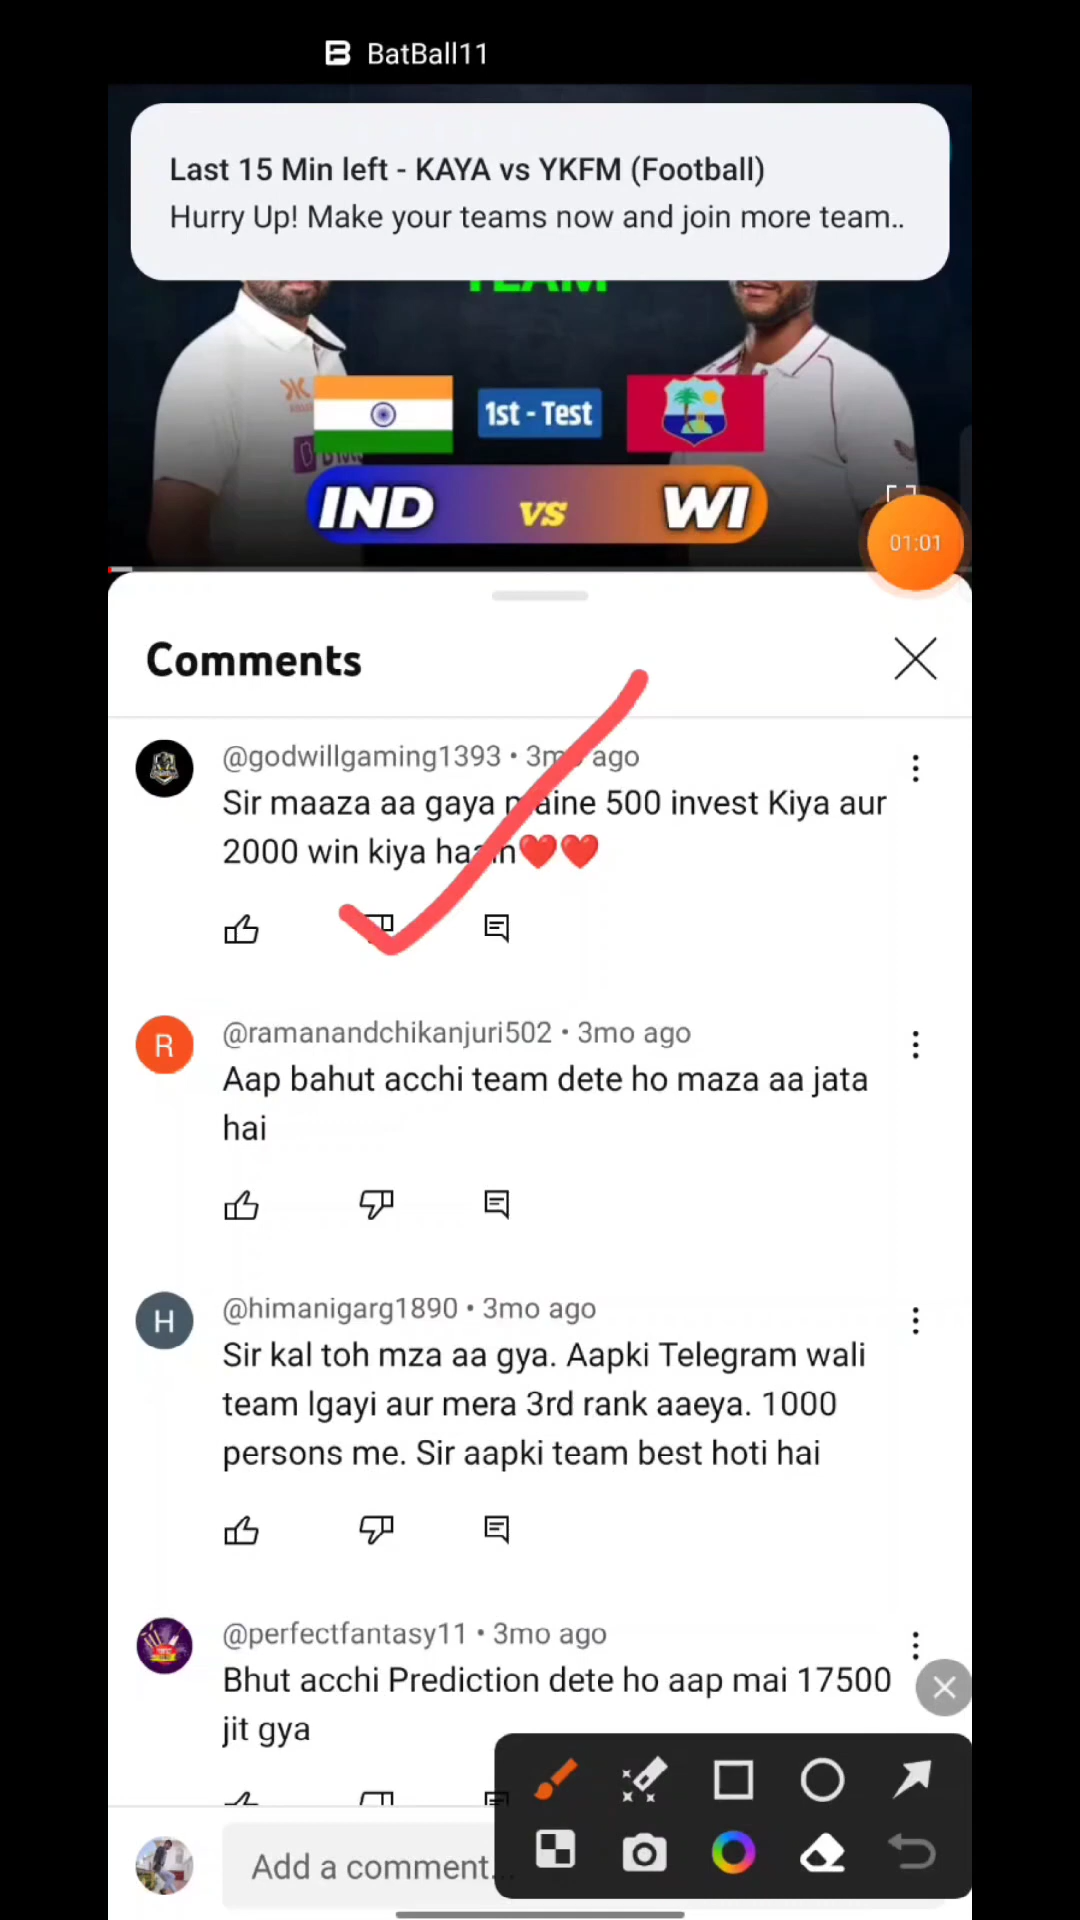 BatBall11
Last 15 Min left - KAYA vs YKFM (Football)
Hurry Up! Make your teams now and join more team..
TEAM
1st - Test
IND vs WI
01:01
Comments
@godwillgaming1393 • 3mo ago
Sir maaza aa gaya maine 500 invest Kiya aur
2000 win kiya haain❤️❤️
R
@ramanandchikanjuri502 • 3mo ago
Aap bahut acchi team dete ho maza aa jata
hai
H
@himanigarg1890 • 3mo ago
Sir kal toh mza aa gya. Aapki Telegram wali
team lgayi aur mera 3rd rank aaeya. 1000
persons me. Sir aapki team best hoti hai
@perfectfantasy11 • 3mo ago
Bhut acchi Prediction dete ho aap mai 17500
jit gya
Add a comment...